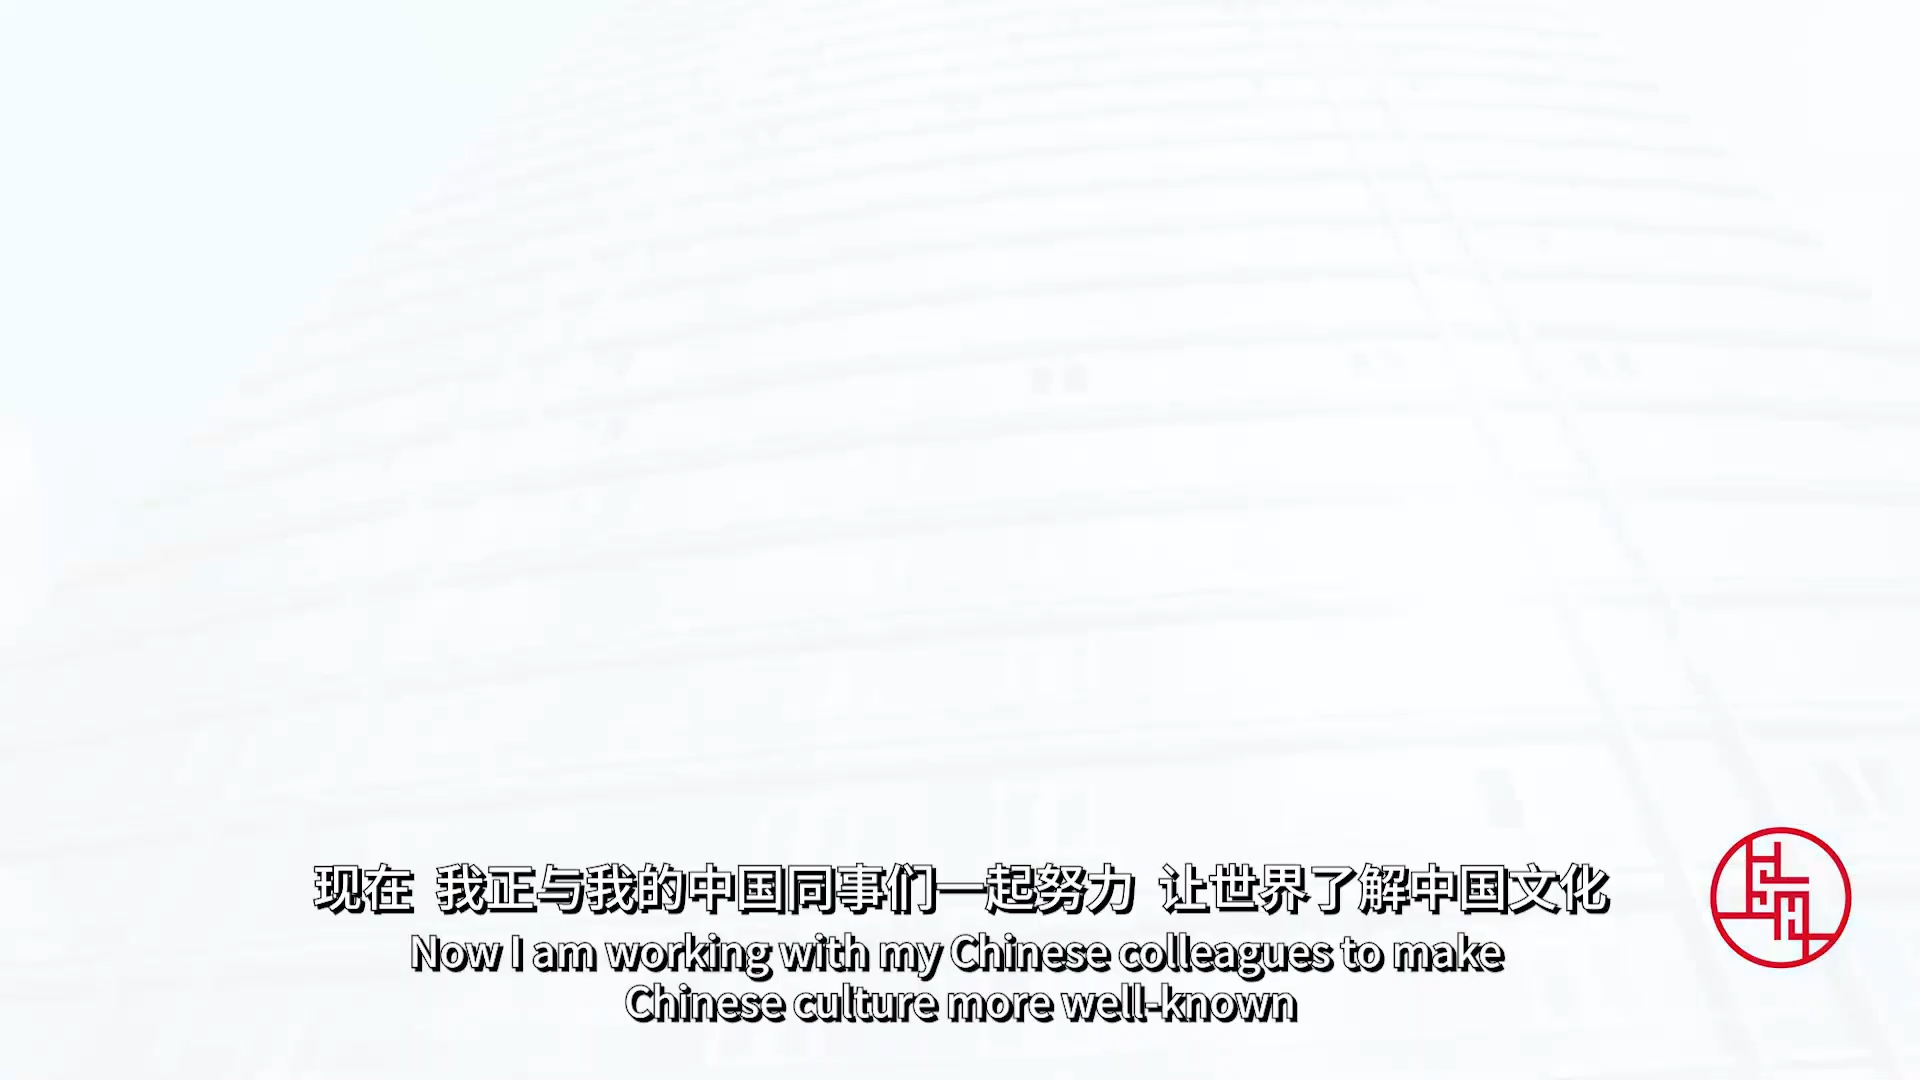 现在 我正与我的中国同事们一起努力 让世界了解中国文化
Now I am working with my Chinese colleagues to make
Chinese culture more well-known